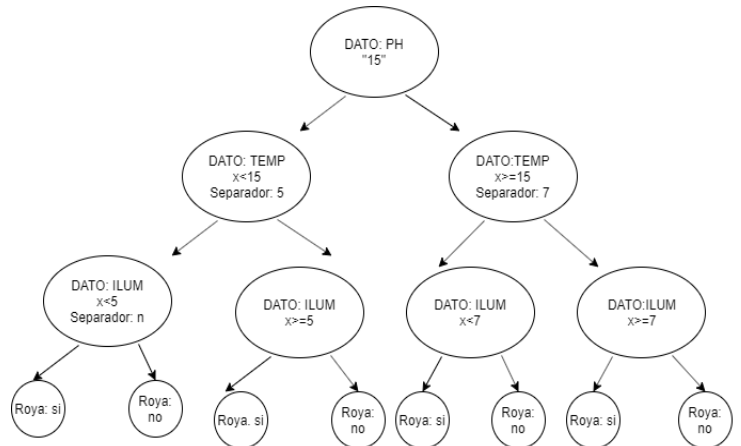 DATO: PH
"15"
DATO: TEMP
x<15
Separador: 5
DATO:TEMP
x>=15
Separador: 7
DATO: ILUM
x<5
Separador: n
DATO: ILUM
x>=5
DATO: ILUM
x<7
DATO:ILUM
x>=7
Roya: si
Roya:
no
Roya. si
Roya:
no
Roya: si
Roya:
no
Roya: si
Roya:
no